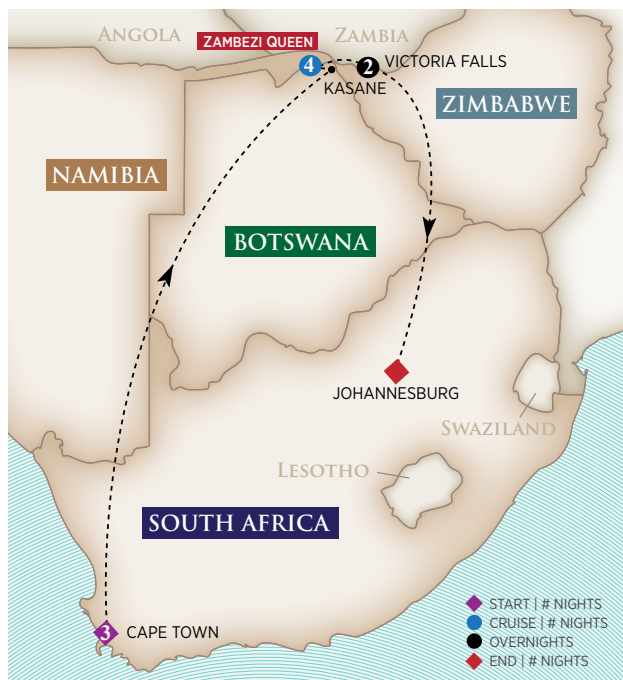 ANGOLA
ZAMBIA
ZAMBEZI QUEEN
4
2
VICTORIA FALLS
KASANE
ZIMBABWE
NAMIBIA
BOTSWANA
JOHANNESBURG
SWAZILAND
LESOTHO
SOUTH AFRICA
3
CAPE TOWN
START | # NIGHTS
CRUISE | # NIGHTS
OVERNIGHTS
END | # NIGHTS